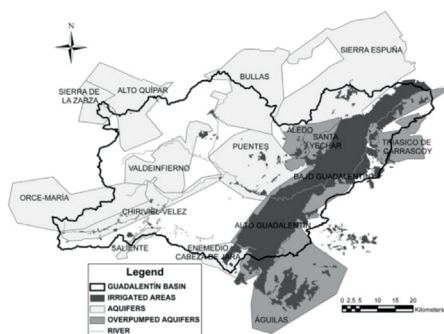 N
SIERRA ESPUÑA
BULLAS
SIERRA DE
LA ZARZA
ALTO QUÍPAR
ALEDO
SANTA
YECHAR
TRIASICO DE
CARRASCOY
PUENTES
VALDEINFIERNO
BAJO GUADALENTÍN
ORCE-MARÍA
CHIRIVEL-VELEZ
ALTO GUADALENTÍN
SALIENTE
ENEMEDIO
CABEZA DE JARA
ÁGUILAS
Legend
GUADALENTÍN BASIN
IRRIGATED AREAS
AQUIFERS
OVERPUMPED AQUIFERS
RIVER
0 2.5 5 10 15 20
Kilometers